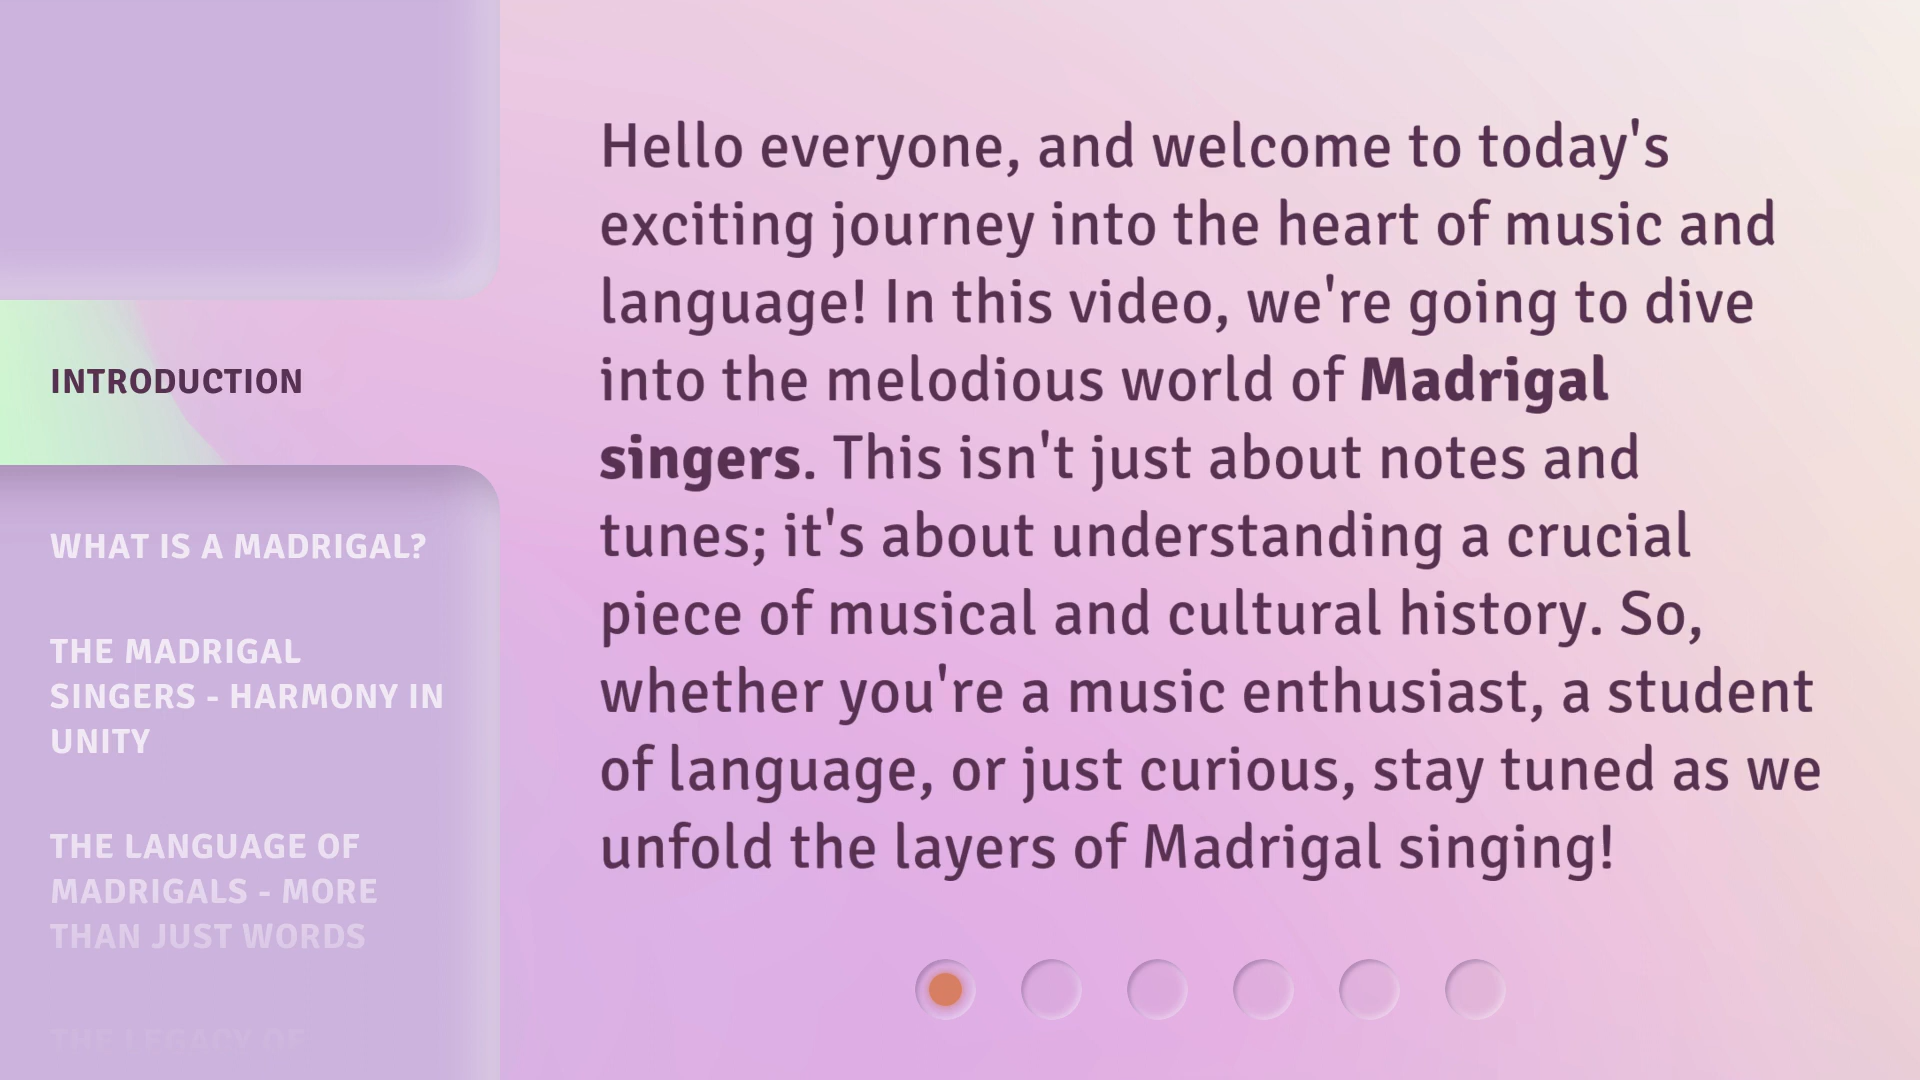 INTRODUCTION
WHAT IS A MADRIGAL?
THE MADRIGAL
SINGERS - HARMONY IN
UNITY
THE LANGUAGE OF
MADRIGALS - MORE
THAN JUST WORDS
THE LEGACY OF
Hello everyone, and welcome to today's
exciting journey into the heart of music and
language! In this video, we're going to dive
into the melodious world of Madrigal
singers. This isn't just about notes and
tunes; it's about understanding a crucial
piece of musical and cultural history. So,
whether you're a music enthusiast, a student
of language, or just curious, stay tuned as we
unfold the layers of Madrigal singing!